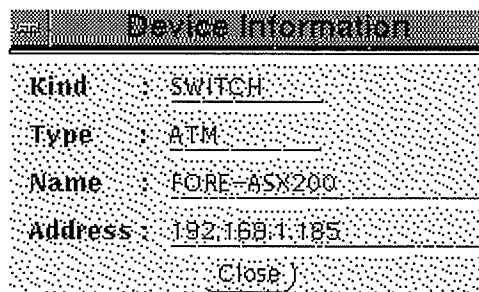 Device Information
Kind : SWITCH
Type : ATM
Name : FORE-ASX200
Address : 192.168.1.185
Close